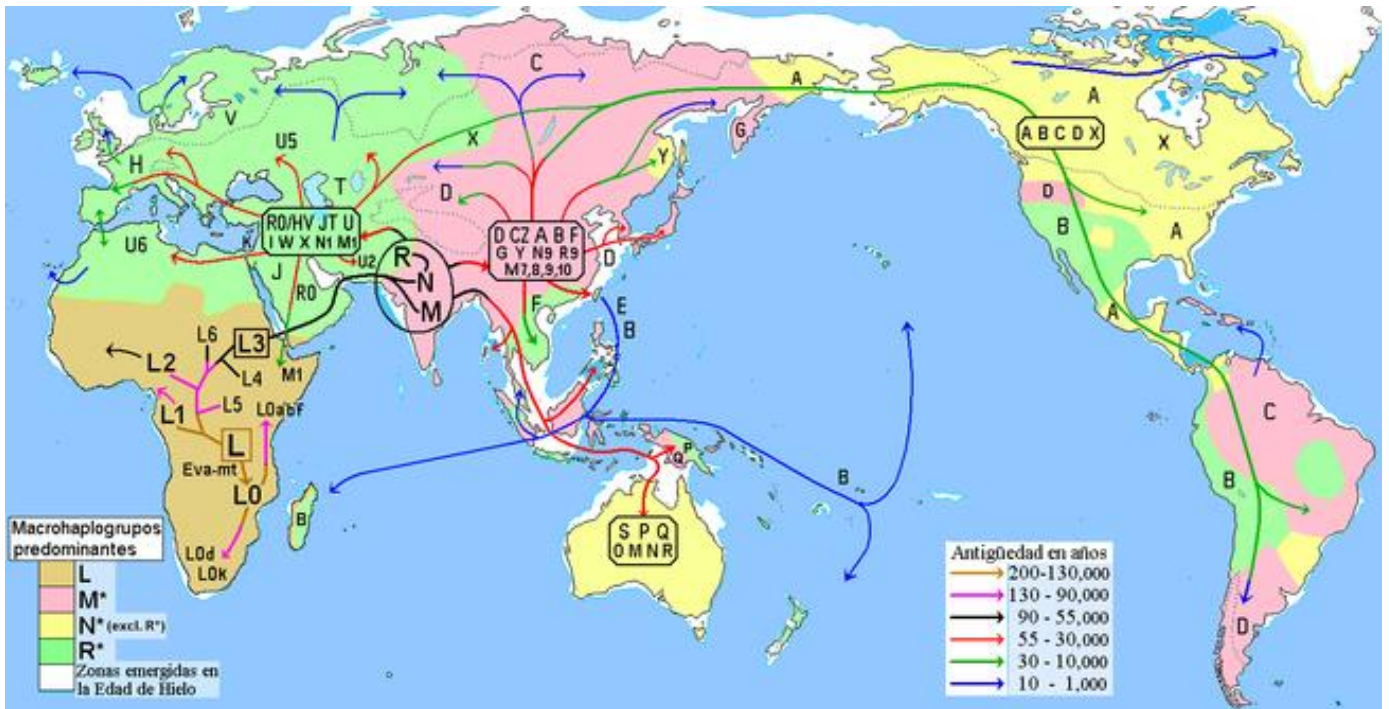 C
A
A
G
V
U5
X
A B C D X
X
H
T
Y
D
D
B
A
R0/HV JT U
I W X N1 M1
D CZ A B F
G Y N9 R9
M7,8,9,10
U6
K
J
R0
U2
R
N
M
D
F
E
B
A
L6
L3
L2
L4
M1
L1
L5
L0abf
L
Eva-mt
L0
L0d
L0k
B
P
Q
S P Q
O M N R
B
C
B
D
Macrohaplogrupos
predominantes
L
M*
N* (excl. R*)
R*
Zonas emergidas en
la Edad de Hielo
Antigüedad en años
200-130,000
130 - 90,000
90 - 55,000
55 - 30,000
30 - 10,000
10 - 1,000